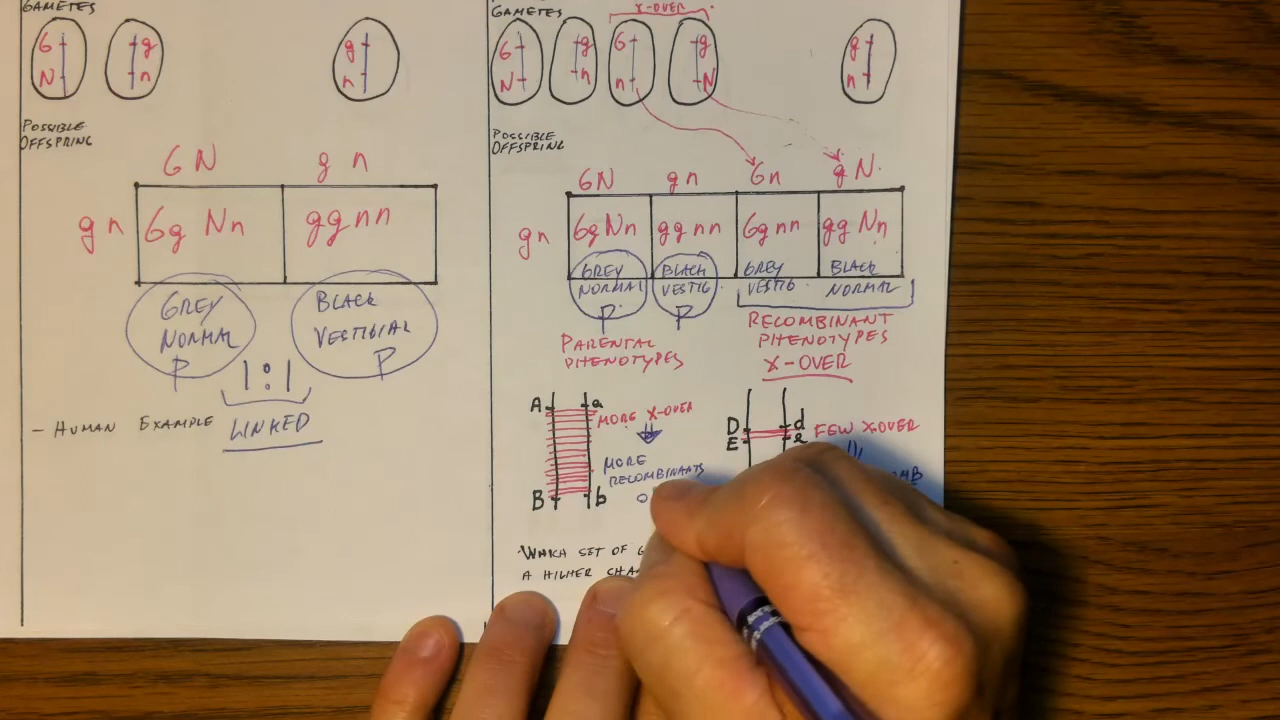 GAMETES
G g g
N n n
POSSIBLE
OFFSPRING
GN gn
gn Gg Nn gg nn
GREY
NORMAL
P
BLACK
VESTIGIAL
P
1:1
- HUMAN EXAMPLE LINKED
X-OVER
GAMETES
G g G g g
N n n N n
POSSIBLE
OFFSPRING
GN gn Gn gN
gn Gg Nn gg nn Gg nn gg Nn
GREY
NORMAL
P
BLACK
VESTIG
P
GREY
VESTIG
BLACK
NORMAL
PARENTAL
PHENOTYPES
RECOMBINANT
PHENOTYPES
X-OVER
A a
MORE X-OVER
MORE
RECOMBINANTS
B b
D d
E e
FEW X-OVER
WHICH SET OF
A HIGHER